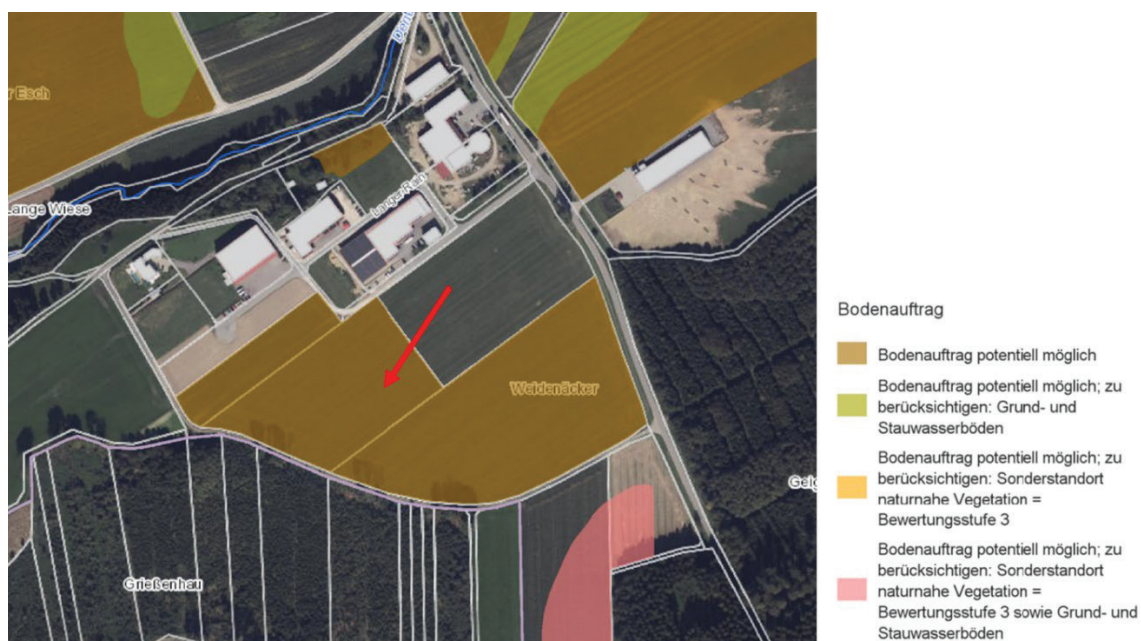 Dent
r Esch
Lange Wiese
Langer-Rain
Weidenäcker
Geig
Grießenhau
Bodenauftrag
Bodenauftrag potentiell möglich
Bodenauftrag potentiell möglich; zu
berücksichtigen: Grund- und
Stauwasserböden
Bodenauftrag potentiell möglich; zu
berücksichtigen: Sonderstandort
naturnahe Vegetation =
Bewertungsstufe 3
Bodenauftrag potentiell möglich; zu
berücksichtigen: Sonderstandort
naturnahe Vegetation =
Bewertungsstufe 3 sowie Grund- und
Stauwasserböden